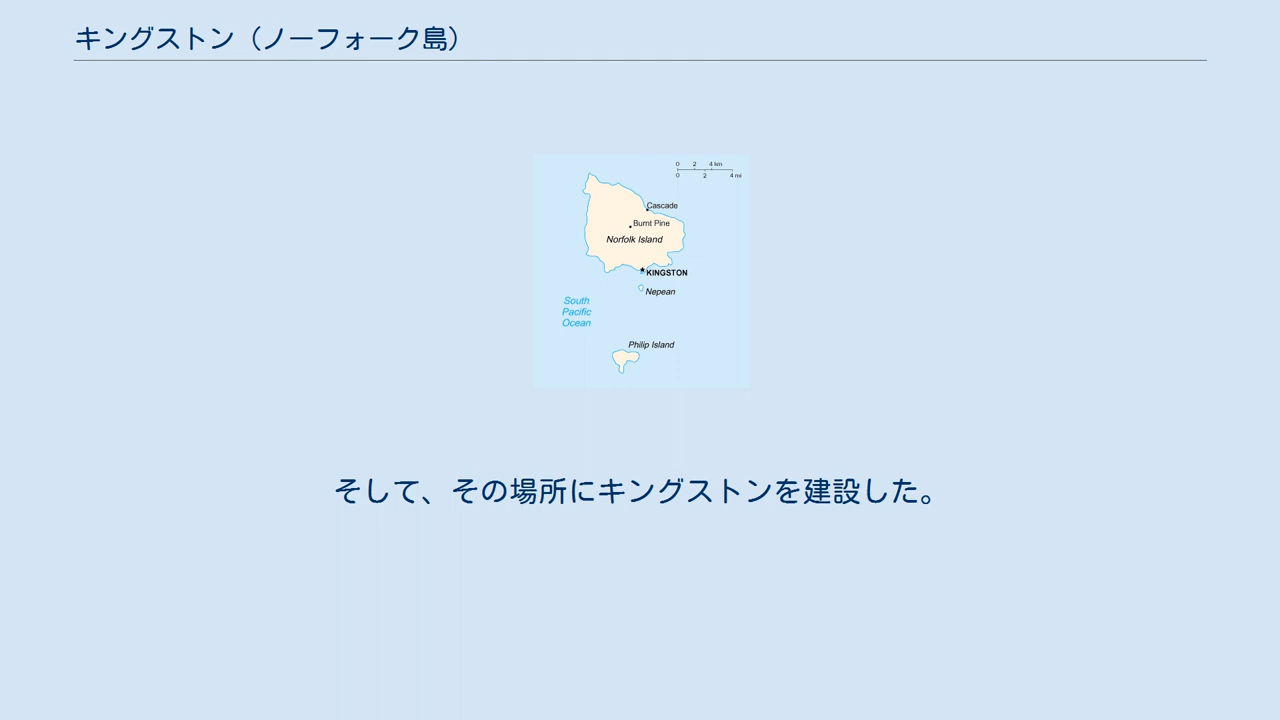 キングストン（ノーフォーク島）
0 2 4 km
0 2 4 mi
Cascade
Burnt Pine
Norfolk Island
KINGSTON
Nepean
South
Pacific
Ocean
Philip Island
そして、その場所にキングストンを建設した。